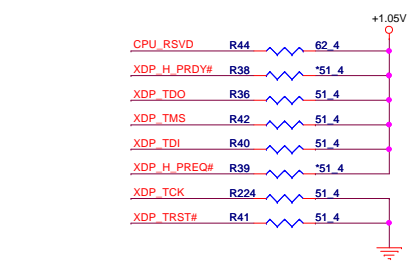 +1.05V
CPU_RSVD R44 62_4
XDP_H_PRDY# R38 *51_4
XDP_TDO R36 51_4
XDP_TMS R42 51_4
XDP_TDI R40 51_4
XDP_H_PREQ# R39 *51_4
XDP_TCK R224 51_4
XDP_TRST# R41 51_4